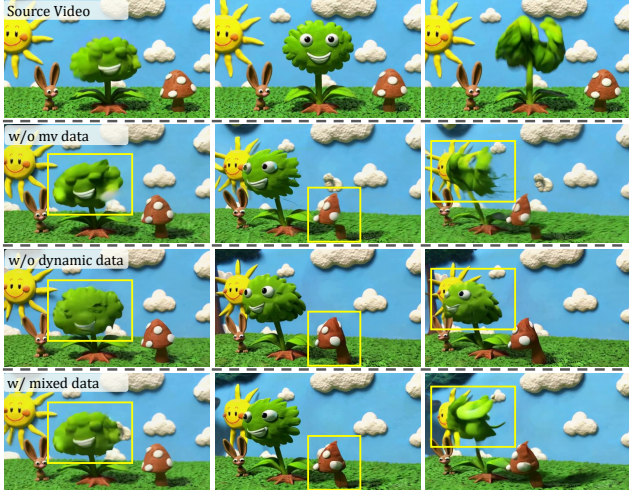 Source Video
w/o mv data
w/o dynamic data
w/ mixed data